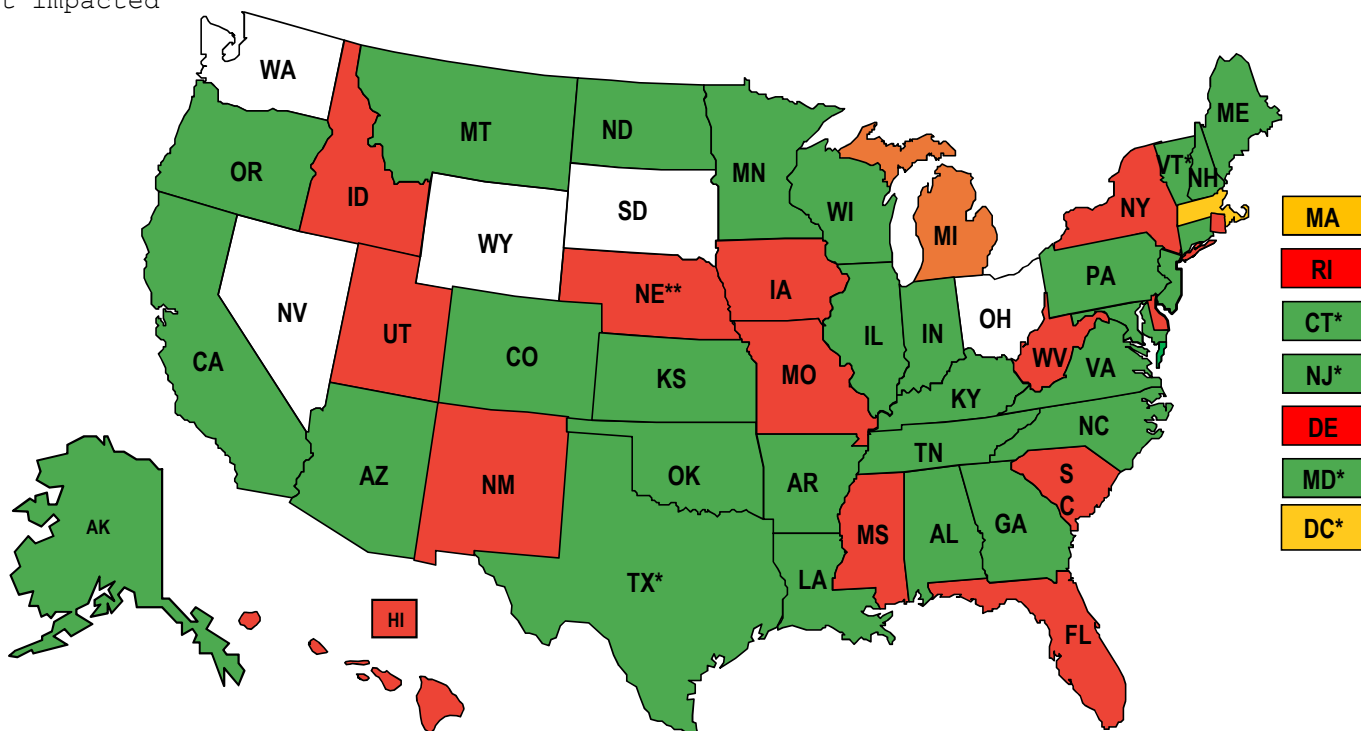 t impacted
WA
MT
ND
ME
OR
ID
MN
VT*
NH
SD
WI
NY
WY
MI
MA
NE**
IA
PA
RI
NV
UT
OH
CT*
CA
CO
IL
IN
WV
VA
KS
MO
NJ*
KY
NC
DE
TN
AZ
NM
OK
AR
S
C
MD*
AK
MS
AL
GA
DC*
TX*
LA
HI
FL